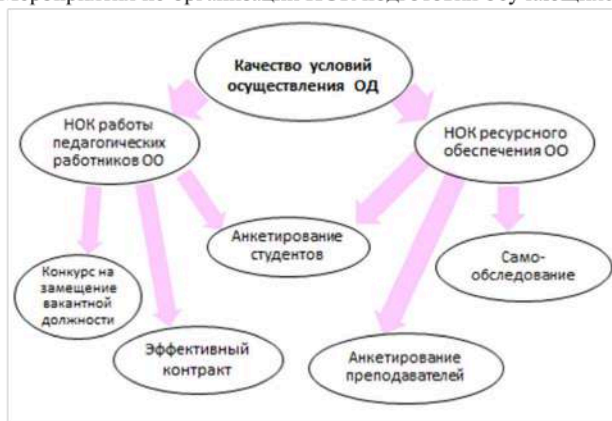 Качество условий
осуществления ОД
НОК работы
педагогических
работников ОО
НОК ресурсного
обеспечения ОО
Анкетирование
студентов
Само-
обследование
Конкурс на
замещение
вакантной
должности
Эффективный
контракт
Анкетирование
преподавателей